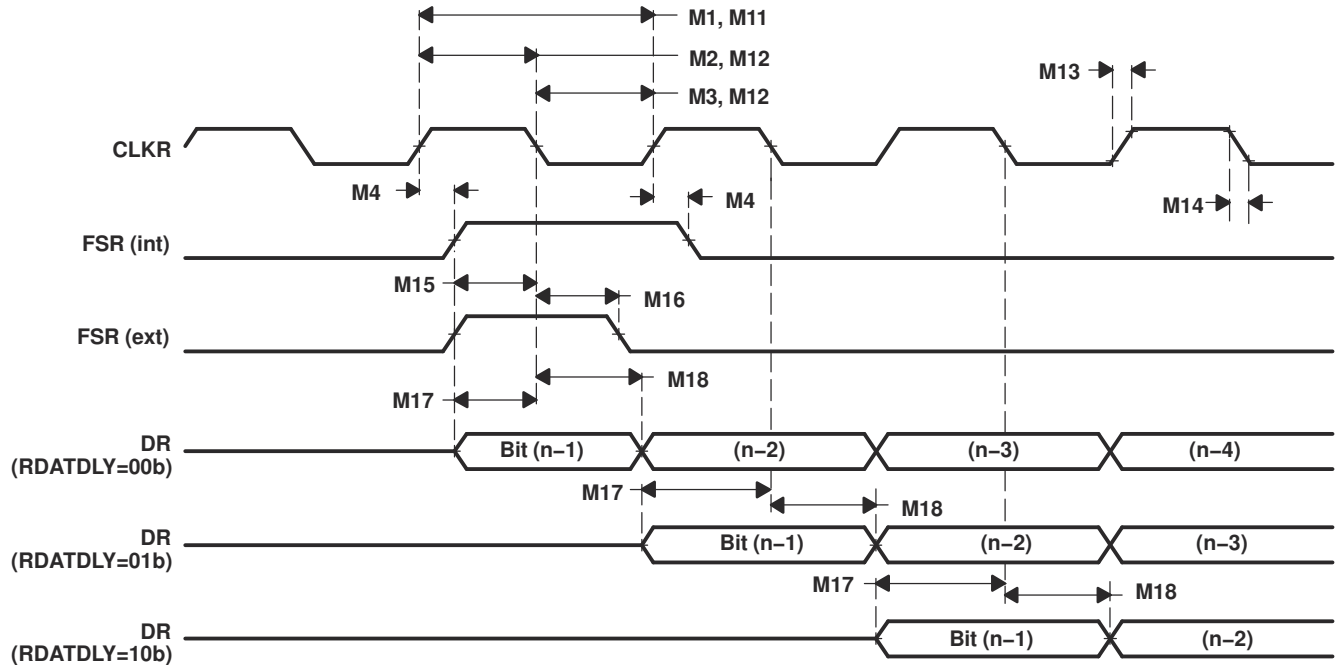 M1, M11
M2, M12
M13
M3, M12
CLKR
M4
M4
M14
FSR (int)
M15
M16
FSR (ext)
M18
M17
DR
(RDATDLY=00b)
Bit (n−1)
(n−2)
(n−3)
(n−4)
M17
M18
DR
(RDATDLY=01b)
Bit (n−1)
(n−2)
(n−3)
M17
M18
DR
(RDATDLY=10b)
Bit (n−1)
(n−2)